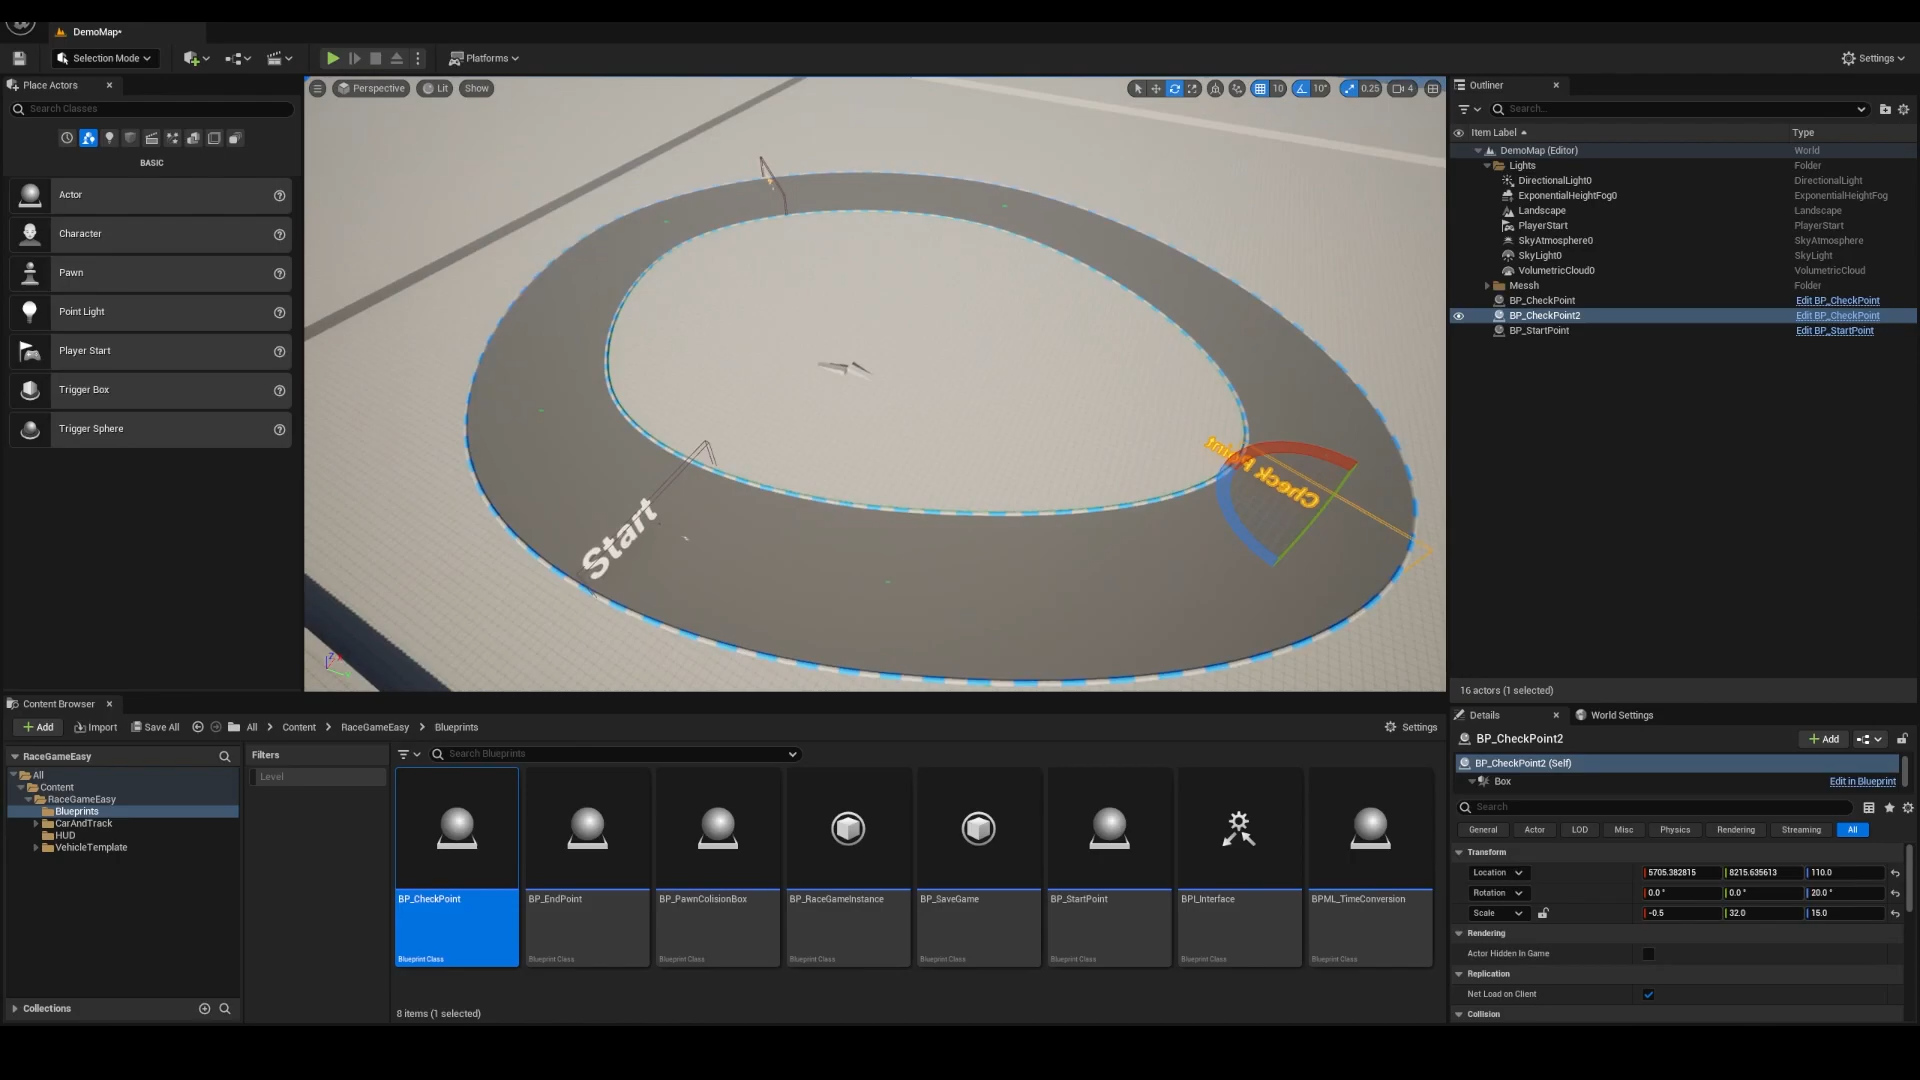 DemoMap*
Selection Mode
Platforms
Settings
Place Actors
Search Classes
BASIC
Actor
Character
Pawn
Point Light
Player Start
Trigger Box
Trigger Sphere
Perspective
Lit
Show
10
10°
0.25
4
Start
Check Point
Outliner
Search...
Item Label
Type
DemoMap (Editor)
World
Lights
Folder
DirectionalLight0
DirectionalLight
ExponentialHeightFog0
ExponentialHeightFog
Landscape
Landscape
PlayerStart
PlayerStart
SkyAtmosphere0
SkyAtmosphere
SkyLight0
SkyLight
VolumetricCloud0
VolumetricCloud
Messh
Folder
BP_CheckPoint
Edit BP_CheckPoint
BP_CheckPoint2
Edit BP_CheckPoint
BP_StartPoint
Edit BP_StartPoint
16 actors (1 selected)
Content Browser
Add
Import
Save All
All
Content
RaceGameEasy
Blueprints
Settings
RaceGameEasy
All
Content
RaceGameEasy
Blueprints
CarAndTrack
HUD
VehicleTemplate
Collections
Filters
Level
Search Blueprints
BP_CheckPoint
Blueprint Class
BP_EndPoint
Blueprint Class
BP_PawnColisionBox
Blueprint Class
BP_RaceGameInstance
Blueprint Class
BP_SaveGame
Blueprint Class
BP_StartPoint
Blueprint Class
BPI_Interface
Blueprint Class
BPML_TimeConversion
Blueprint Class
8 items (1 selected)
Details
World Settings
BP_CheckPoint2
Add
BP_CheckPoint2 (Self)
Box
Edit in Blueprint
Search
General
Actor
LOD
Misc
Physics
Rendering
Streaming
All
Transform
Location
5705.382815
8215.635613
110.0
Rotation
0.0 °
0.0 °
20.0 °
Scale
-0.5
32.0
15.0
Rendering
Actor Hidden In Game
Replication
Net Load on Client
Collision